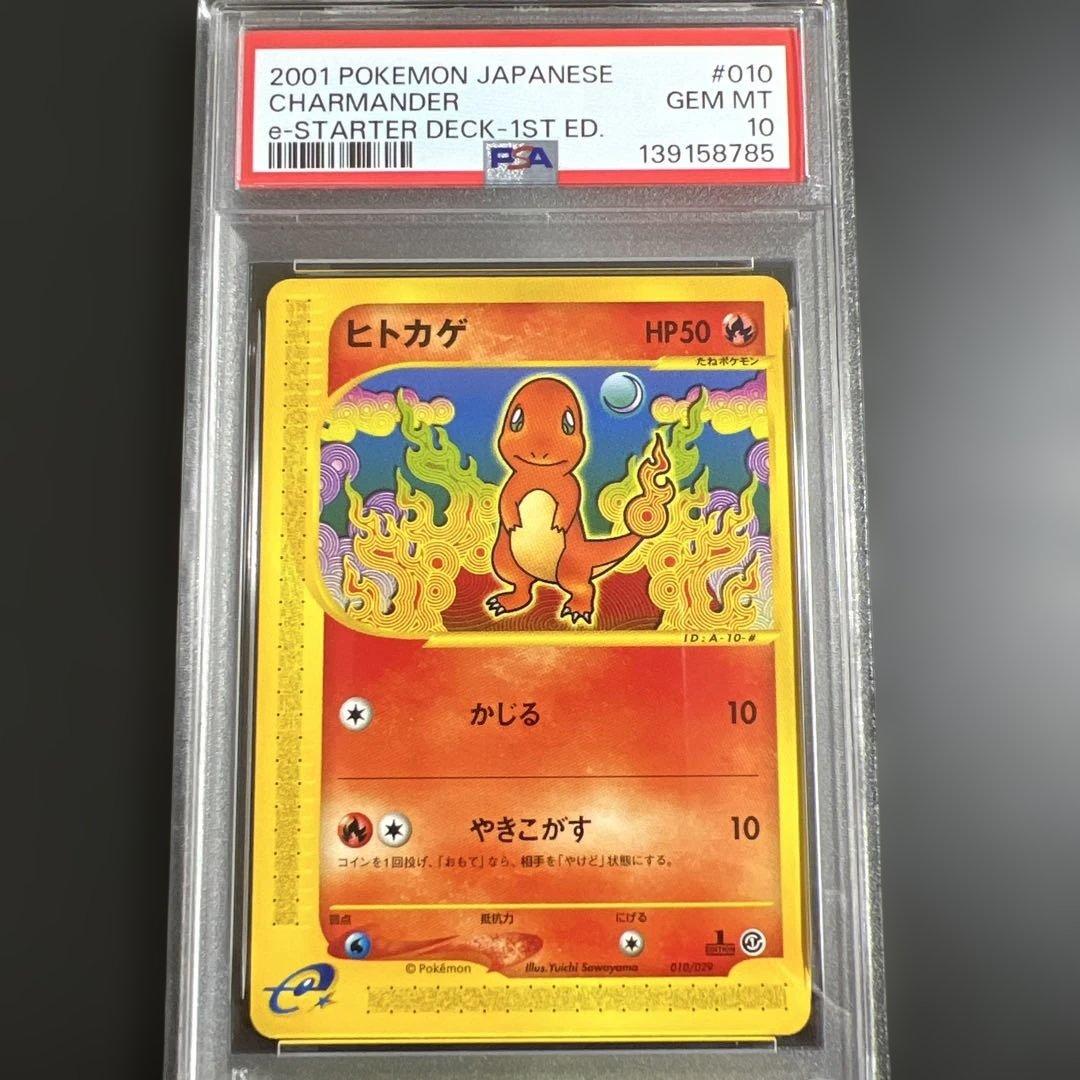 2001 POKEMON JAPANESE #010
CHARMANDER GEM MT
e-STARTER DECK-1ST ED. 10
PSA 139158785
ヒトカゲ HP50
たねポケモン
ID:A-10-#
かじる 10
やきこがす 10
コインを1回投げ、「おもて」なら、相手を「やけど」状態にする。
弱点 抵抗力 にげる
1 EDITION
© Pokémon Illus. Yuichi Sawayama 010/029
e